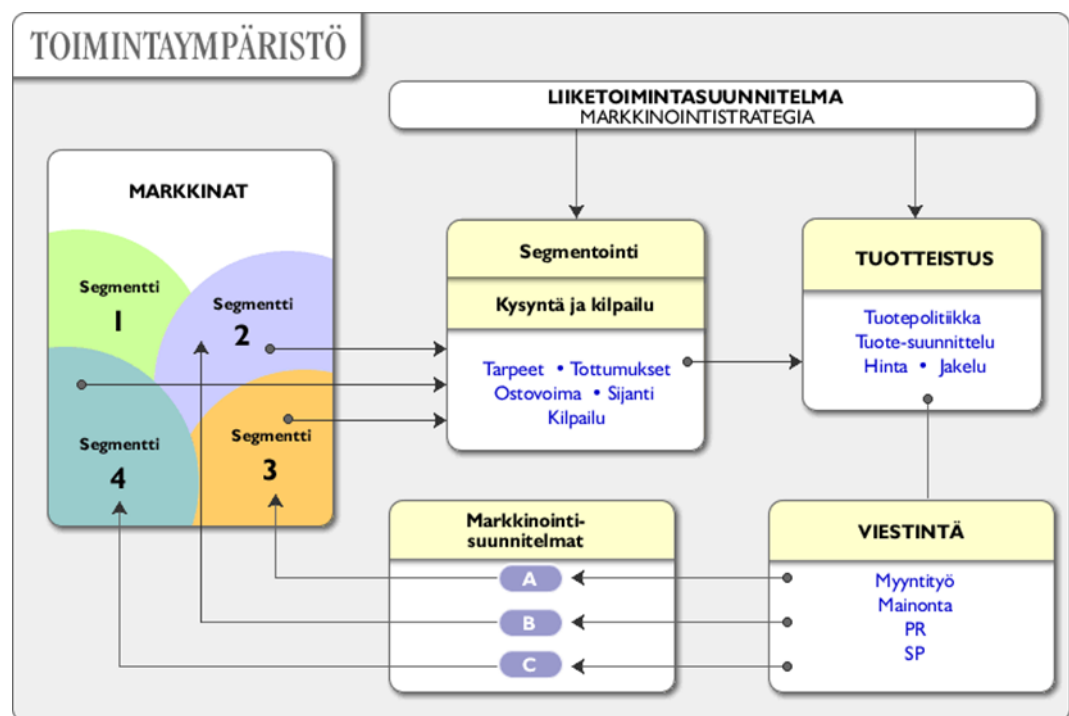 TOIMINTAYMPÄRISTÖ
LIIKETOIMINTASUUNNITELMA
MARKKINOINTISTRATEGIA
MARKKINAT
Segmentti
1
Segmentti
2
Segmentti
3
Segmentti
4
Segmentointi
Kysyntä ja kilpailu
Tarpeet • Tottumukset
Ostovoima • Sijanti
Kilpailu
TUOTTEISTUS
Tuotepolitiikka
Tuote-suunnittelu
Hinta • Jakelu
Markkinointi-
suunnitelmat
A
B
C
VIESTINTÄ
Myyntityö
Mainonta
PR
SP